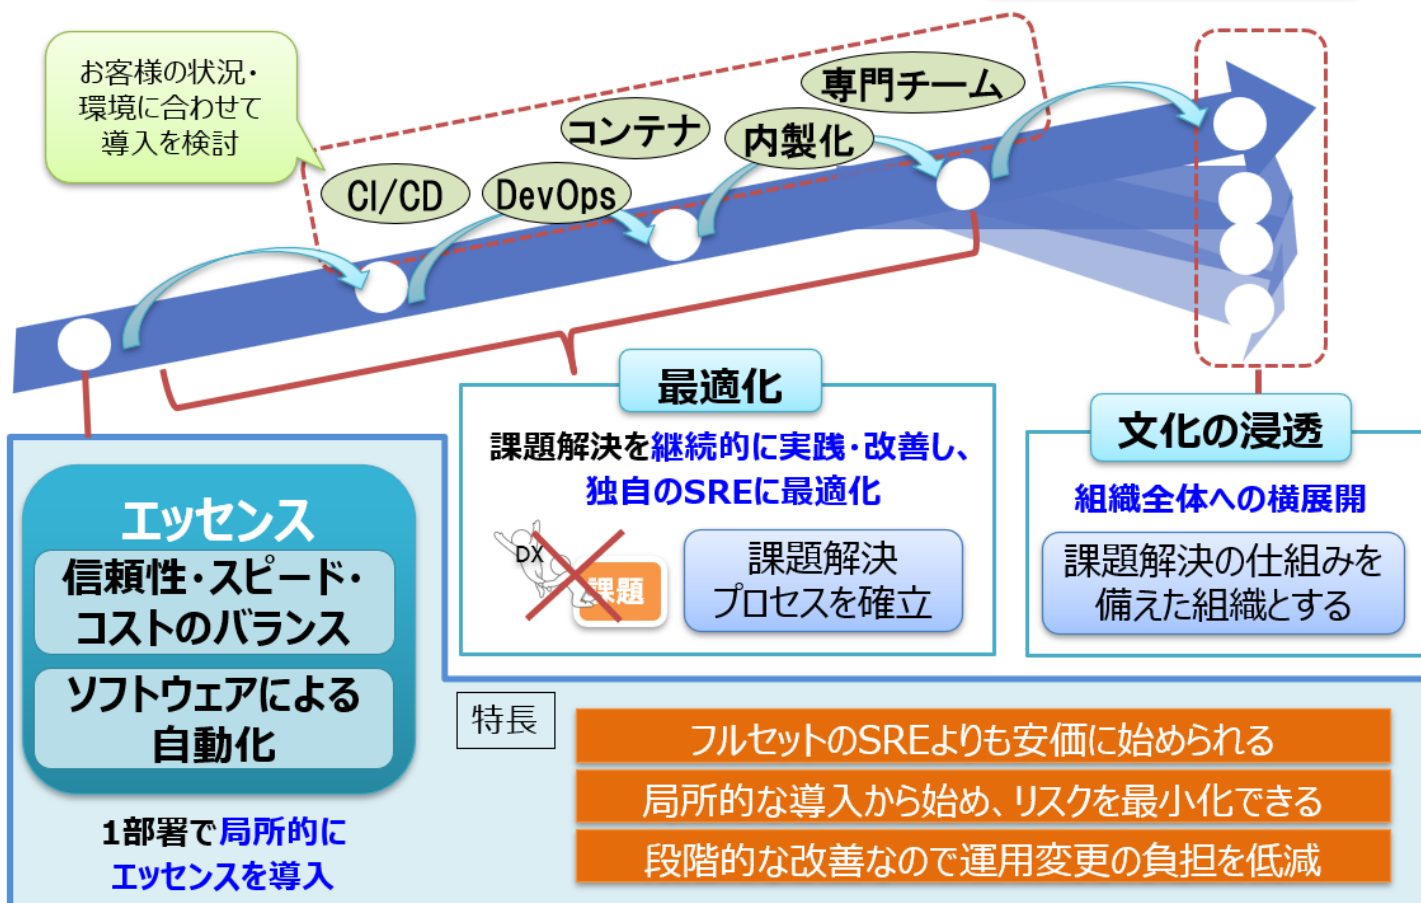 お客様の状況・
環境に合わせて
導入を検討
CI/CD
DevOps
コンテナ
内製化
専門チーム
最適化
課題解決を継続的に実践・改善し、
独自のSREに最適化
DX
課題
課題解決
プロセスを確立
文化の浸透
組織全体への横展開
課題解決の仕組みを
備えた組織とする
エッセンス
信頼性・スピード・
コストのバランス
ソフトウェアによる
自動化
1部署で局所的に
エッセンスを導入
特長
フルセットのSREよりも安価に始められる
局所的な導入から始め、リスクを最小化できる
段階的な改善なので運用変更の負担を低減